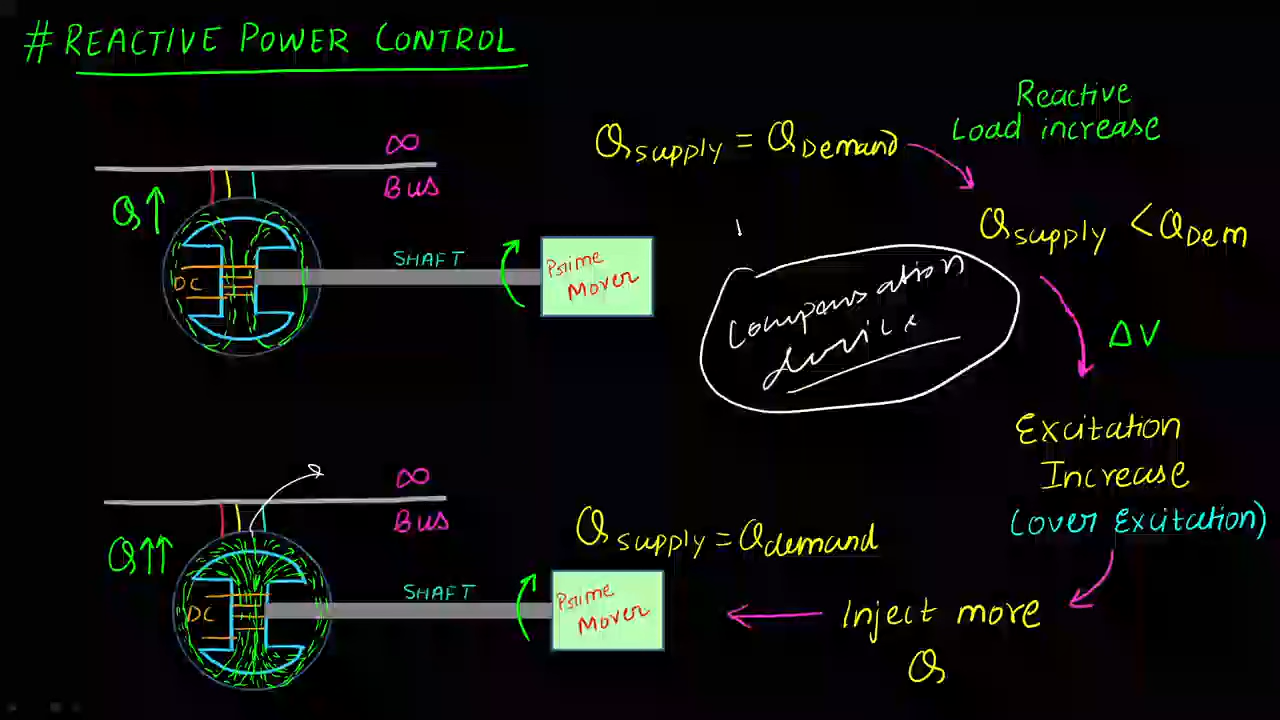 # REACTIVE POWER CONTROL
∞
Bus
Q↑
DC
SHAFT
Prime
Mover
Qsupply = QDemand
Reactive
Load increase
Qsupply < QDem
Compensation
device
ΔV
Excitation
Increase
(over Excitation)
Inject more
Q
Qsupply = Qdemand
∞
Bus
Q↑↑
DC
SHAFT
Prime
Mover